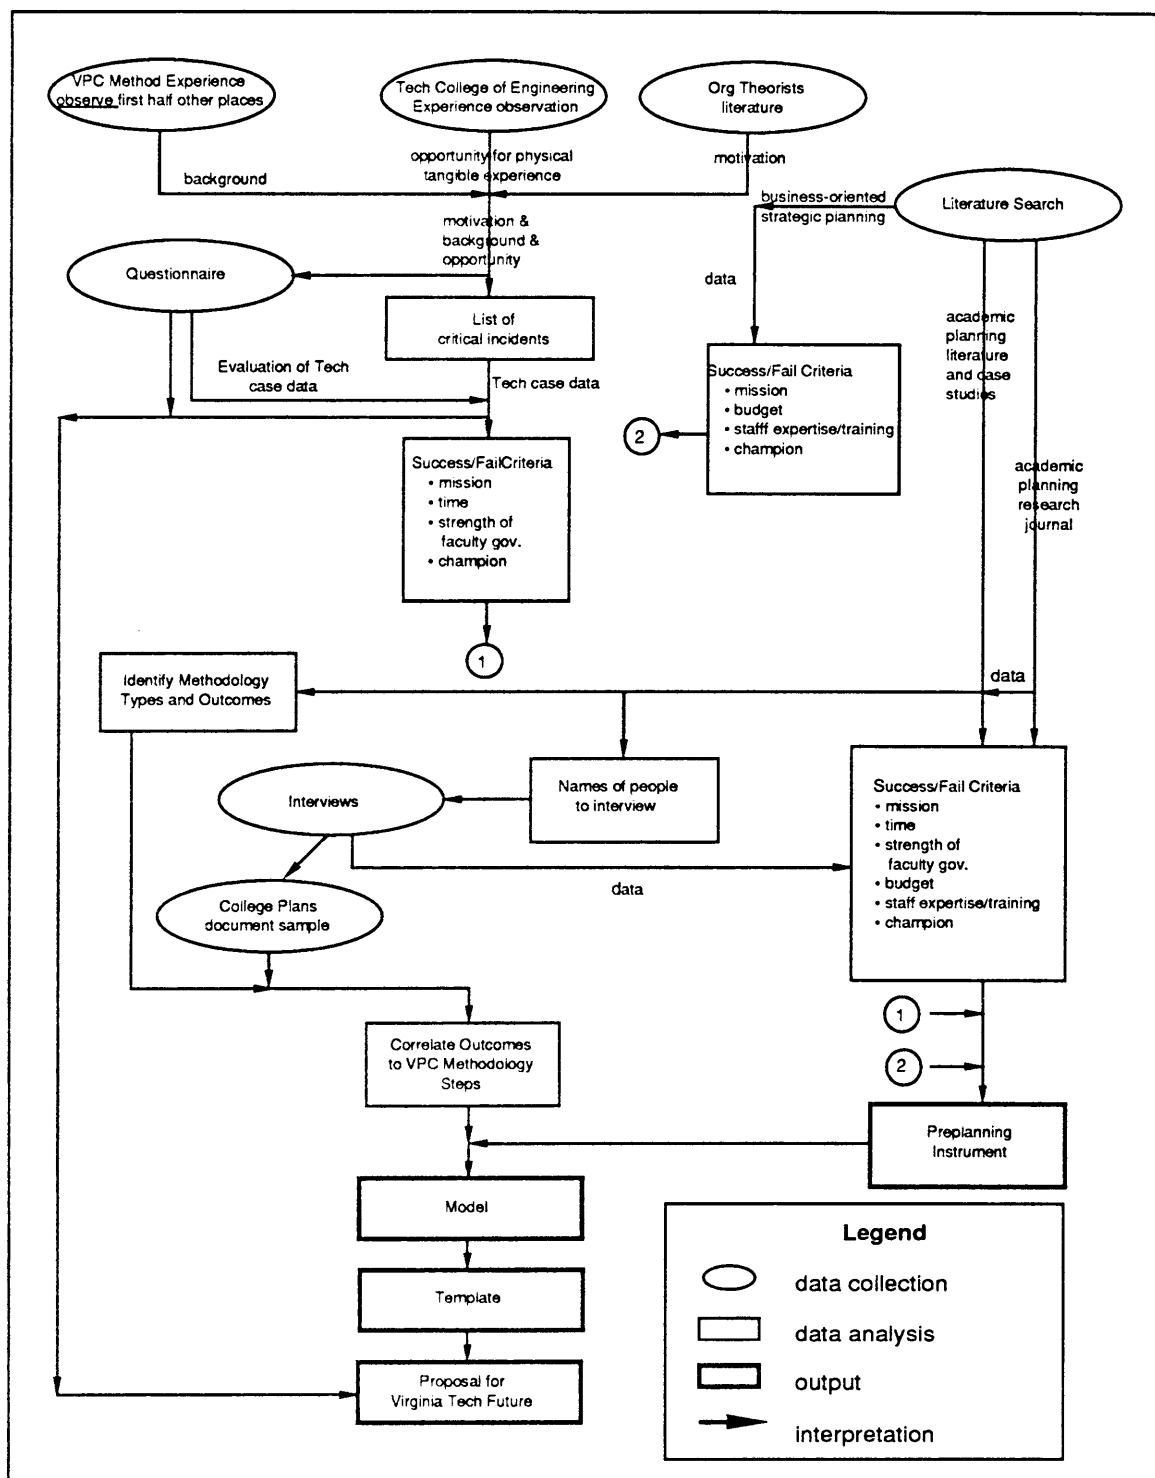 VPC Method Experience
observe first half other places
Tech College of Engineering
Experience observation
Org Theorists
literature
opportunity for physical
tangible experience
motivation
background
business-oriented
strategic planning
Literature Search
motivation &
background &
opportunity
Questionnaire
data
List of
critical incidents
academic
planning
literature
and case
studies
Evaluation of Tech
case data
Tech case data
Success/Fail Criteria
• mission
• budget
• stafff expertise/training
• champion
2
Success/FailCriteria
• mission
• time
• strength of
faculty gov.
• champion
academic
planning
research
journal
1
Identify Methodology
Types and Outcomes
data
Names of people
to interview
Interviews
Success/Fail Criteria
• mission
• time
• strength of
faculty gov.
• budget
• staff expertise/training
• champion
data
College Plans
document sample
1
Correlate Outcomes
to VPC Methodology
Steps
2
Preplanning
Instrument
Model
Template
Proposal for
Virginia Tech Future
Legend
data collection
data analysis
output
interpretation